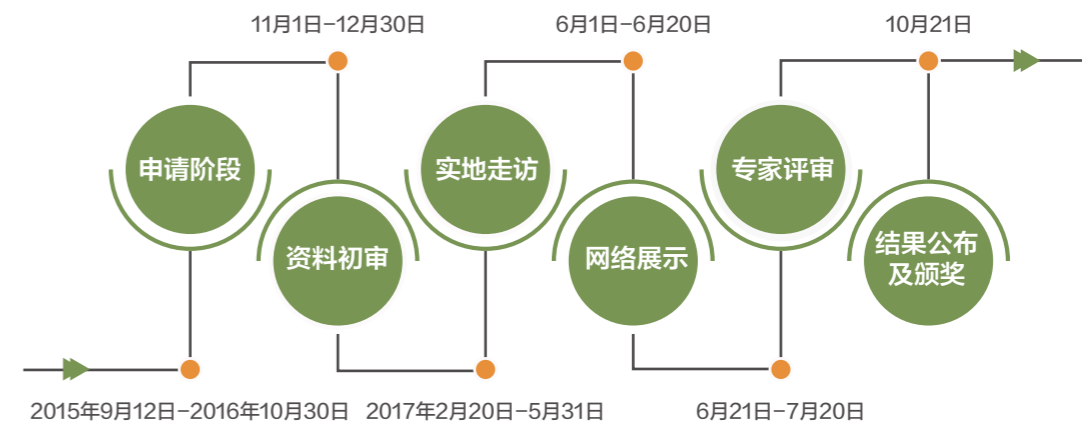 11月1日-12月30日
6月1日-6月20日
10月21日
申请阶段
实地走访
专家评审
资料初审
网络展示
结果公布
及颁奖
2015年9月12日-2016年10月30日
2017年2月20日-5月31日
6月21日-7月20日